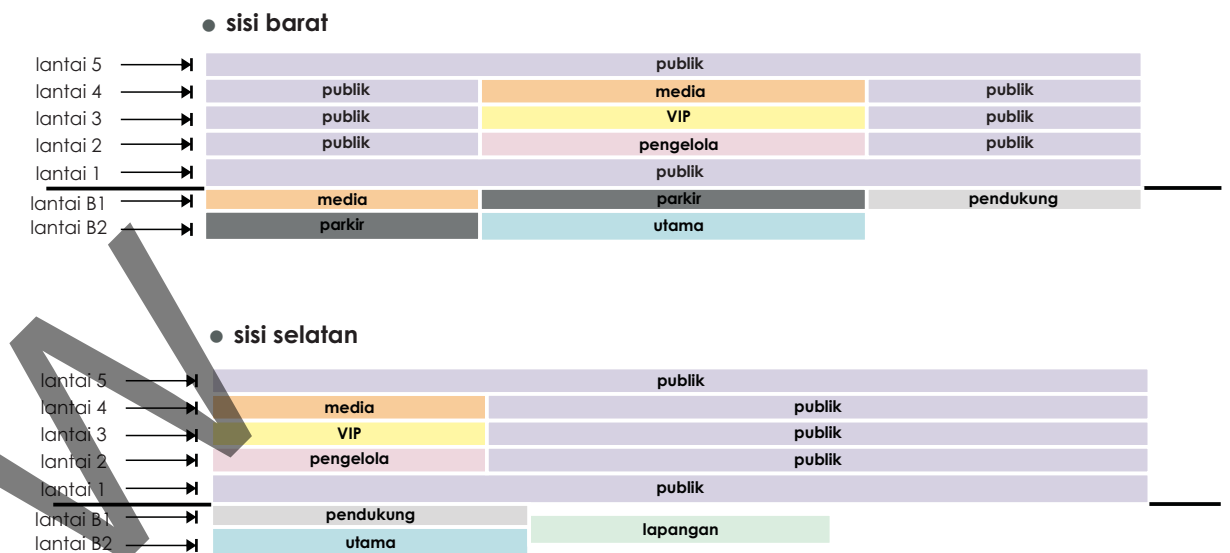 ● sisi barat
lantai 5 publik
lantai 4 publik media publik
lantai 3 publik VIP publik
lantai 2 publik pengelola publik
lantai 1 publik
lantai B1 media parkir pendukung
lantai B2 parkir utama
● sisi selatan
lantai 5 publik
lantai 4 media publik
lantai 3 VIP publik
lantai 2 pengelola publik
lantai 1 publik
lantai B1 pendukung lapangan
lantai B2 utama